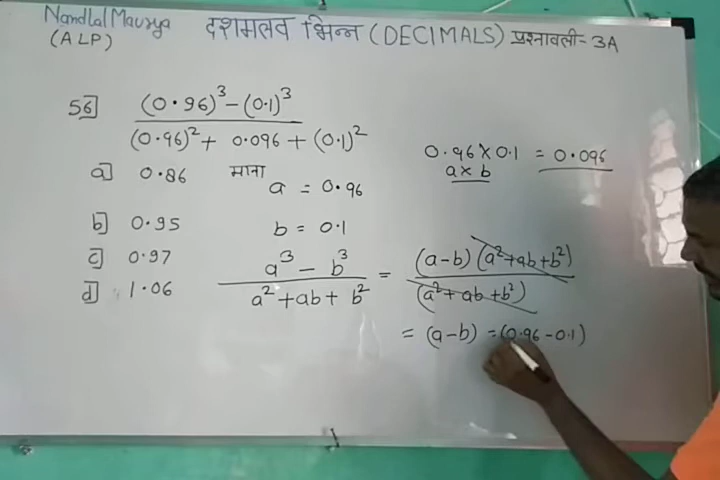 Nandlal Maurya
(ALP)
दशमलव भिन्न (DECIMALS) प्रश्नावली-3A
56] (0.96)³-(0.1)³
(0.96)² + 0.096 + (0.1)²
0.96 × 0.1 = 0.096
a × b
a] 0.86
माना
a = 0.96
b] 0.95
b = 0.1
c] 0.97
d] 1.06
a³ - b³ = (a-b) (a²+ab+b²)
a²+ab+b² (a²+ab+b²)
= (a-b) = (0.96-0.1)